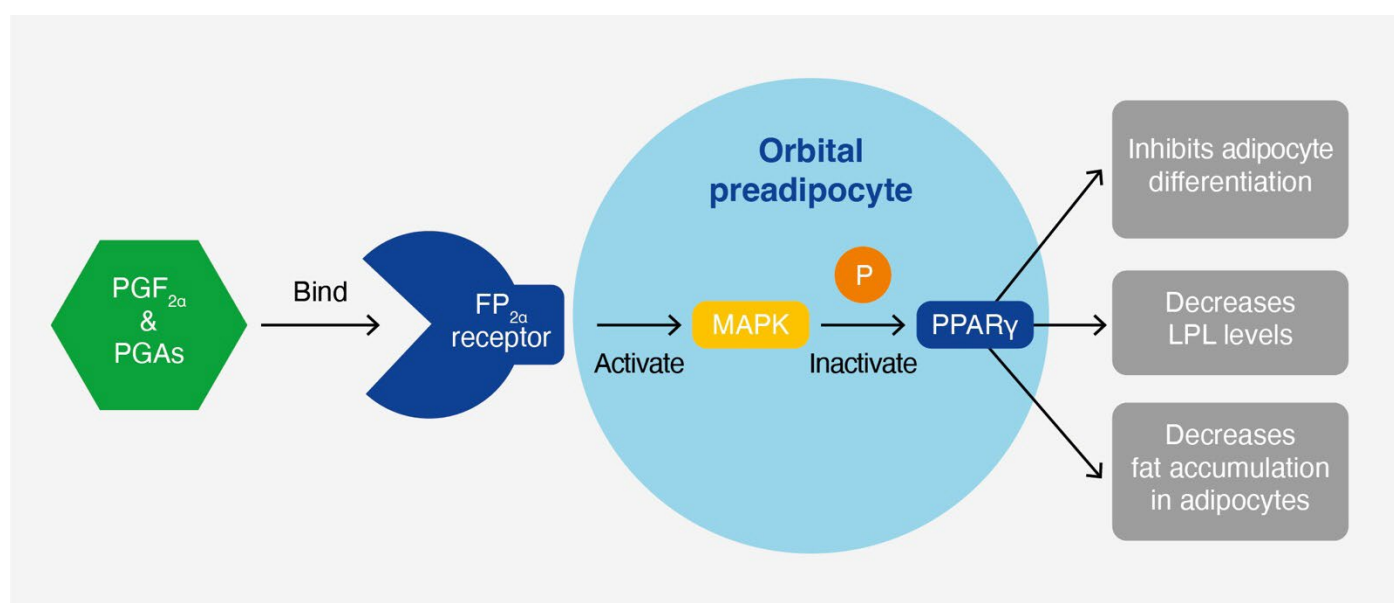 PGF2α
&
PGAs
Bind
FP2α
receptor
Orbital
preadipocyte
Activate
MAPK
P
Inactivate
PPARγ
Inhibits adipocyte
differentiation
Decreases
LPL levels
Decreases
fat accumulation
in adipocytes